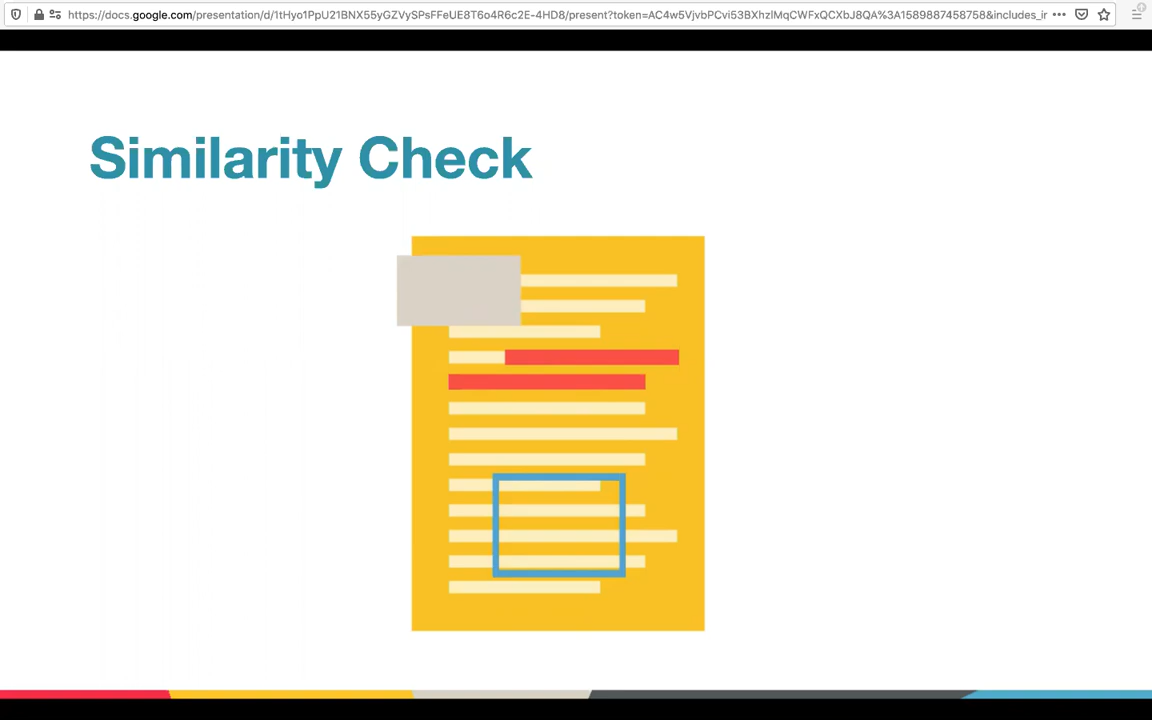 https://docs.google.com/presentation/d/1tHyo1PpU21BNX55yGZVySPsFFeUE8T6o4R6c2E-4HD8/present?token=AC4w5VjvbPCvi53BXhzlMqCWFxQCXbJ8QA%3A1589887458758&includes_ir
Similarity Check